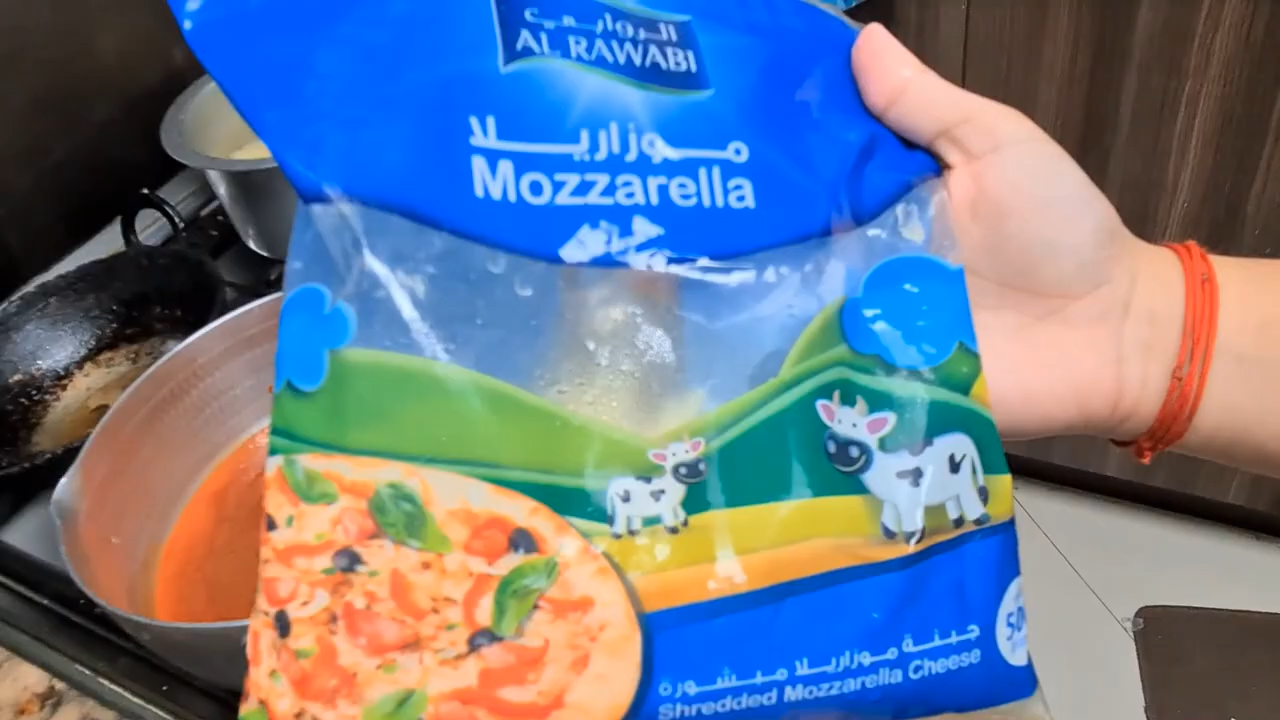 الروابي
AL RAWABI
موزاريلا
Mozzarella
جبنة موزاريلا مبشورة
Shredded Mozzarella Cheese